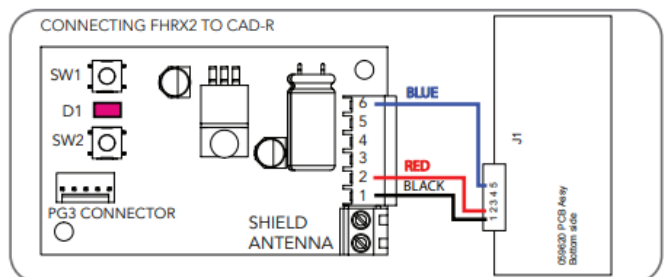 CONNECTING FHRX2 TO CAD-R
SW1
D1
SW2
PG3 CONNECTOR
SHIELD
ANTENNA
6
5
4
3
2
1
BLUE
RED
BLACK
1 2 3 4 5
J1
059620 PCB Assy
Bottom side